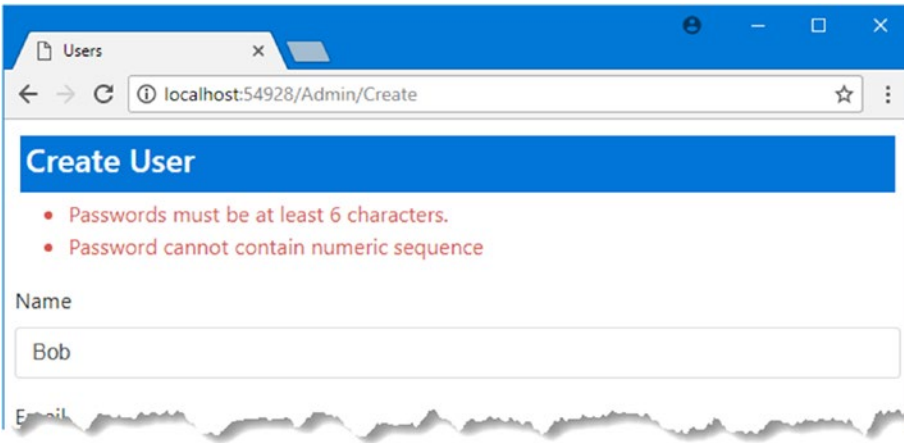 Users
localhost:54928/Admin/Create
Create User
Passwords must be at least 6 characters.
Password cannot contain numeric sequence
Name
Bob
Email